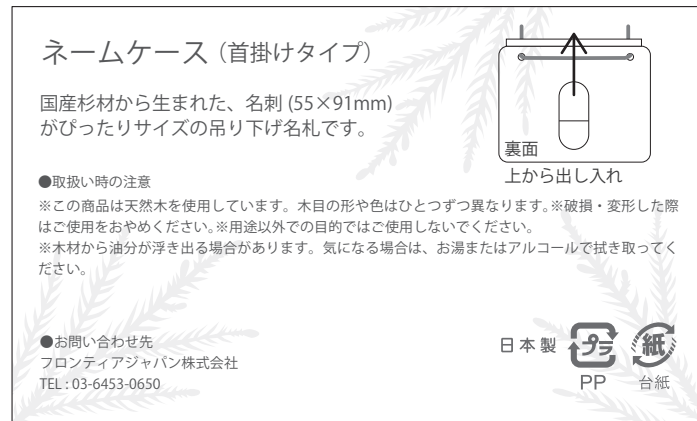 ネームケース（首掛けタイプ）
国産杉材から生まれた、名刺 (55×91mm)
がぴったりサイズの吊り下げ名札です。
裏面
上から出し入れ
●取扱い時の注意
※この商品は天然木を使用しています。木目の形や色はひとつずつ異なります。※破損・変形した際
はご使用をおやめください。※用途以外での目的ではご使用しないでください。
※木材から油分が浮き出る場合があります。気になる場合は、お湯またはアルコールで拭き取ってく
ださい。
●お問い合わせ先
フロンティアジャパン株式会社
TEL : 03-6453-0650
日本製
プラ
PP
紙
台紙